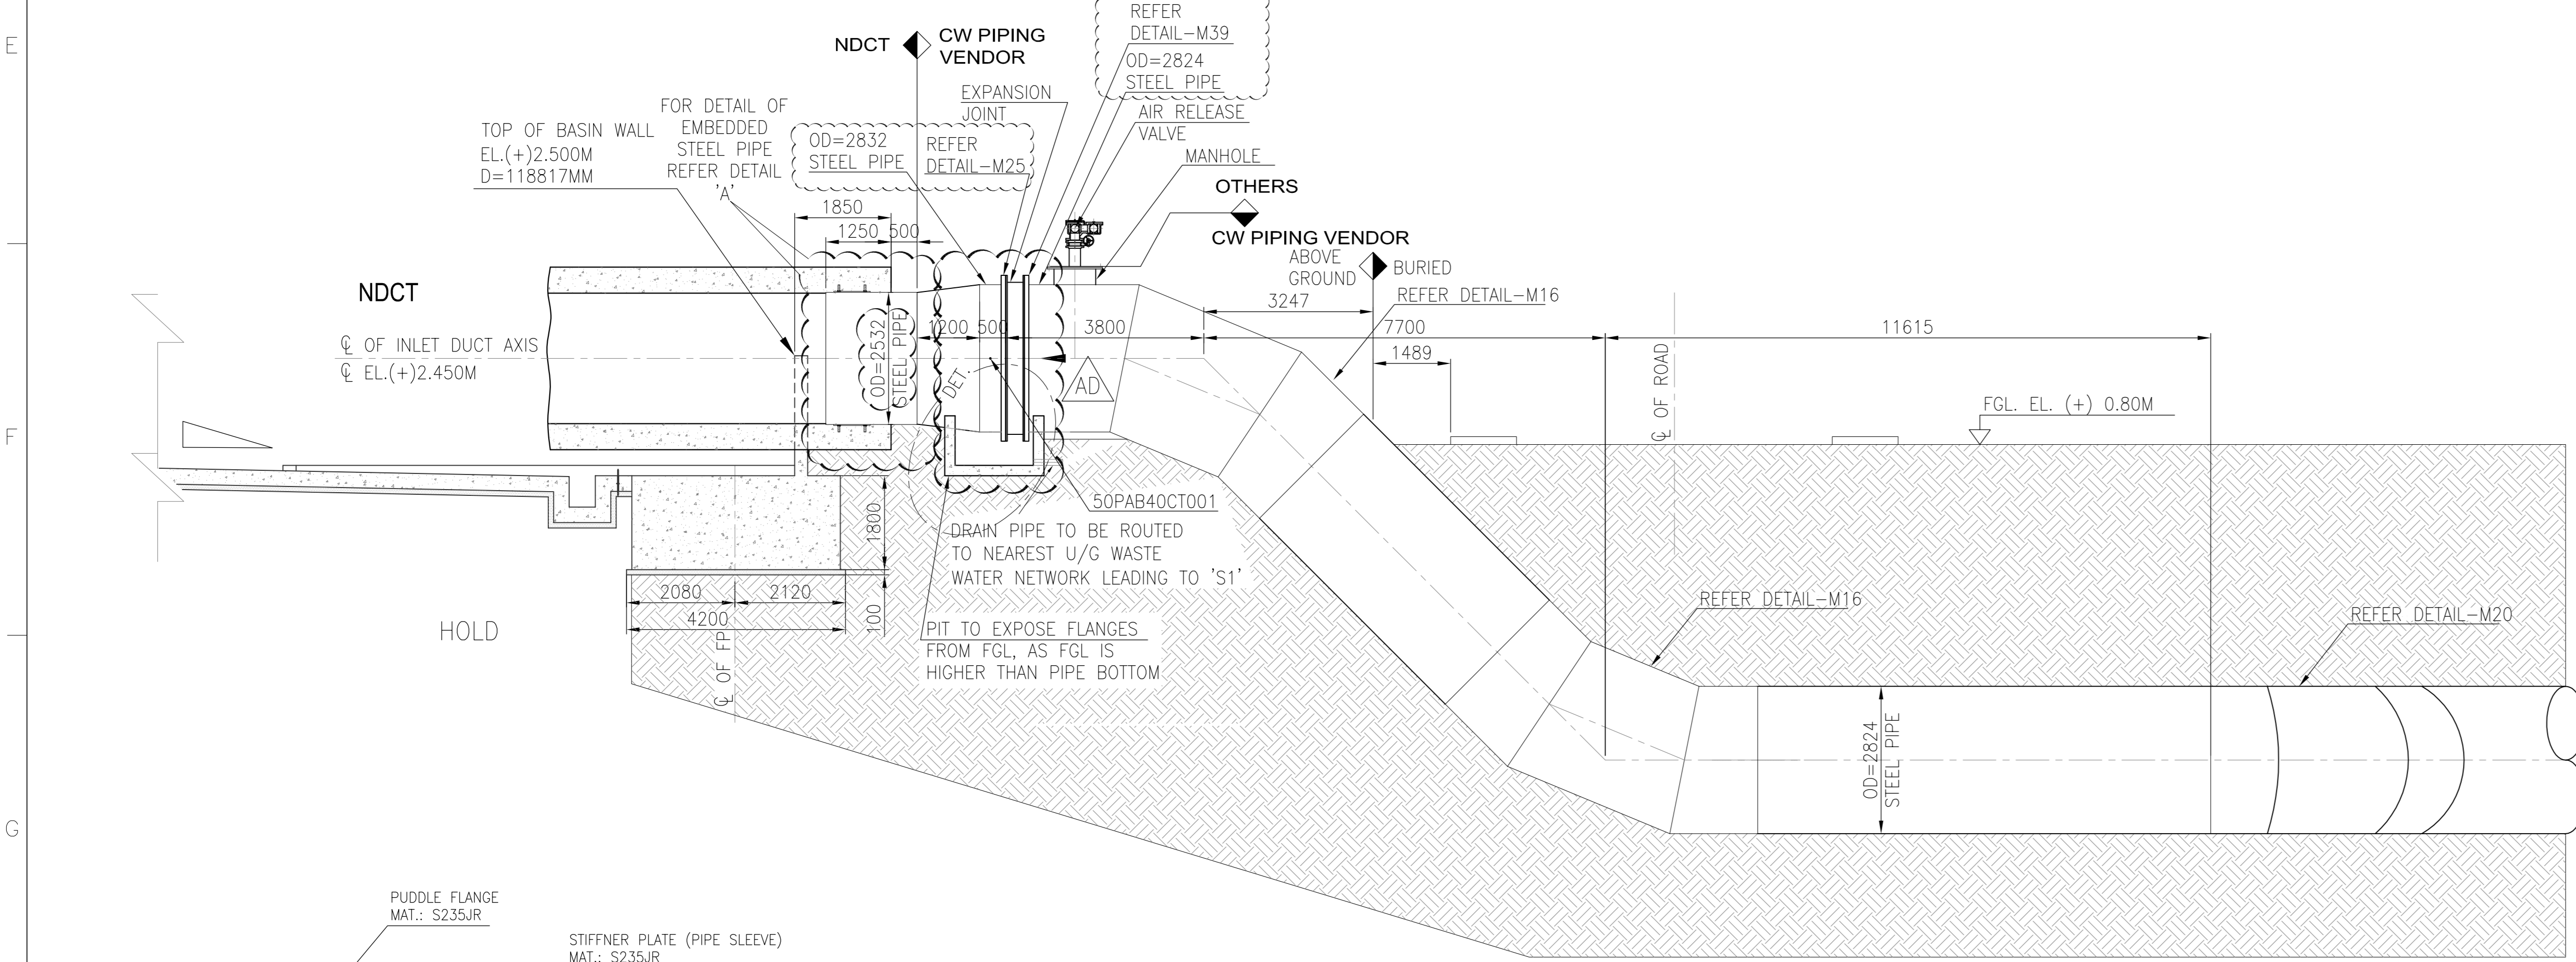 E
F
G
REFER
DETAIL-M39
OD=2824
STEEL PIPE
NDCT
CW PIPING
VENDOR
EXPANSION
JOINT
AIR RELEASE
VALVE
MANHOLE
OTHERS
CW PIPING VENDOR
FOR DETAIL OF
EMBEDDED
STEEL PIPE
REFER DETAIL
'A'
TOP OF BASIN WALL
EL.(+)2.500M
D=118817MM
OD=2832
STEEL PIPE
REFER
DETAIL-M25
1850
1250
500
ABOVE
GROUND
BURIED
REFER DETAIL-M16
NDCT
℄ OF INLET DUCT AXIS
℄ EL.(+)2.450M
OD=2532
STEEL PIPE
1200
500
3800
3247
7700
11615
1489
DET.
AD
℄ OF ROAD
FGL. EL. (+) 0.80M
50PAB40CT001
DRAIN PIPE TO BE ROUTED
TO NEAREST U/G WASTE
WATER NETWORK LEADING TO 'S1'
1800
100
2080
2120
4200
℄ OF FP
HOLD
PIT TO EXPOSE FLANGES
FROM FGL, AS FGL IS
HIGHER THAN PIPE BOTTOM
REFER DETAIL-M16
REFER DETAIL-M20
OD=2824
STEEL PIPE
PUDDLE FLANGE
MAT.: S235JR
STIFFNER PLATE (PIPE SLEEVE)
MAT.: S235JR